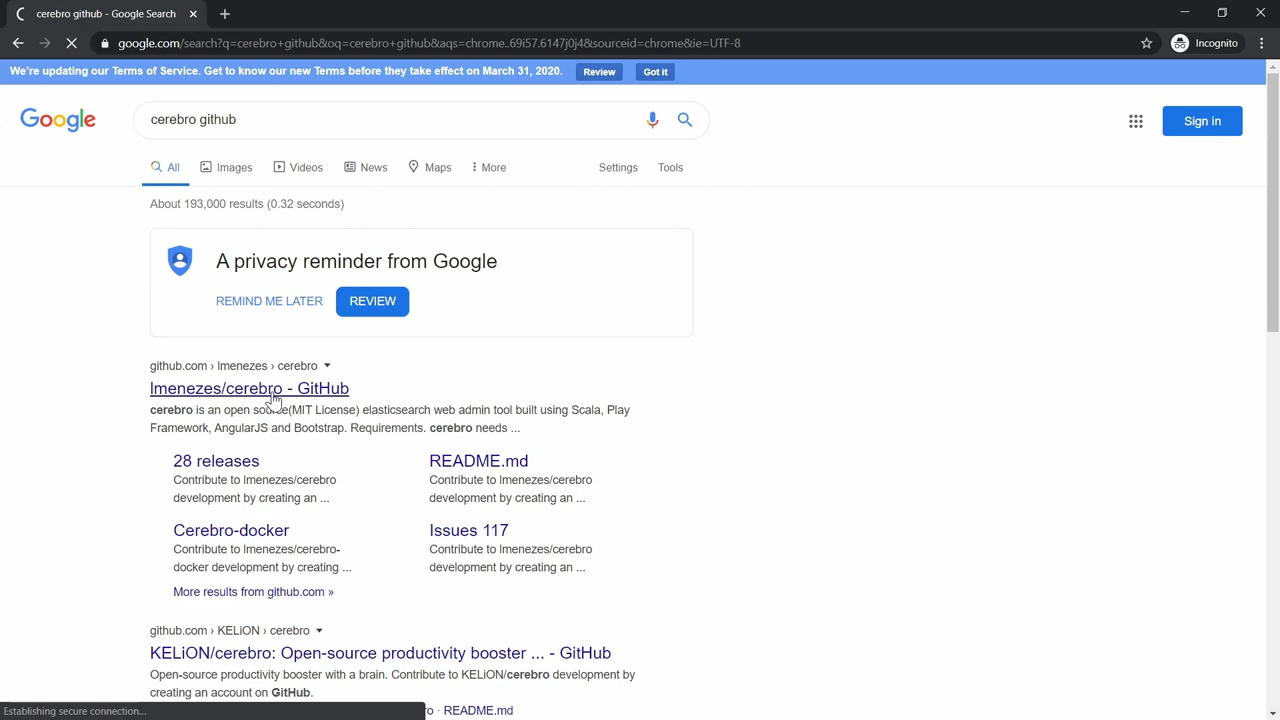 cerebro github - Google Search
google.com/search?q=cerebro+github&oq=cerebro+github&aqs=chrome..69i57.6147j0j4&sourceid=chrome&ie=UTF-8
Incognito
We're updating our Terms of Service. Get to know our new Terms before they take effect on March 31, 2020. Review Got it
Google
cerebro github
Sign in
All Images Videos News Maps More Settings Tools
About 193,000 results (0.32 seconds)
A privacy reminder from Google
REMIND ME LATER REVIEW
github.com › lmenezes › cerebro
lmenezes/cerebro - GitHub
cerebro is an open source(MIT License) elasticsearch web admin tool built using Scala, Play
Framework, AngularJS and Bootstrap. Requirements. cerebro needs ...
28 releases
Contribute to lmenezes/cerebro
development by creating an ...
README.md
Contribute to lmenezes/cerebro
development by creating an ...
Cerebro-docker
Contribute to lmenezes/cerebro-
docker development by creating ...
Issues 117
Contribute to lmenezes/cerebro
development by creating an ...
More results from github.com »
github.com › KELiON › cerebro
KELiON/cerebro: Open-source productivity booster ... - GitHub
Open-source productivity booster with a brain. Contribute to KELiON/cerebro development by
creating an account on GitHub.
ro · README.md
Establishing secure connection...